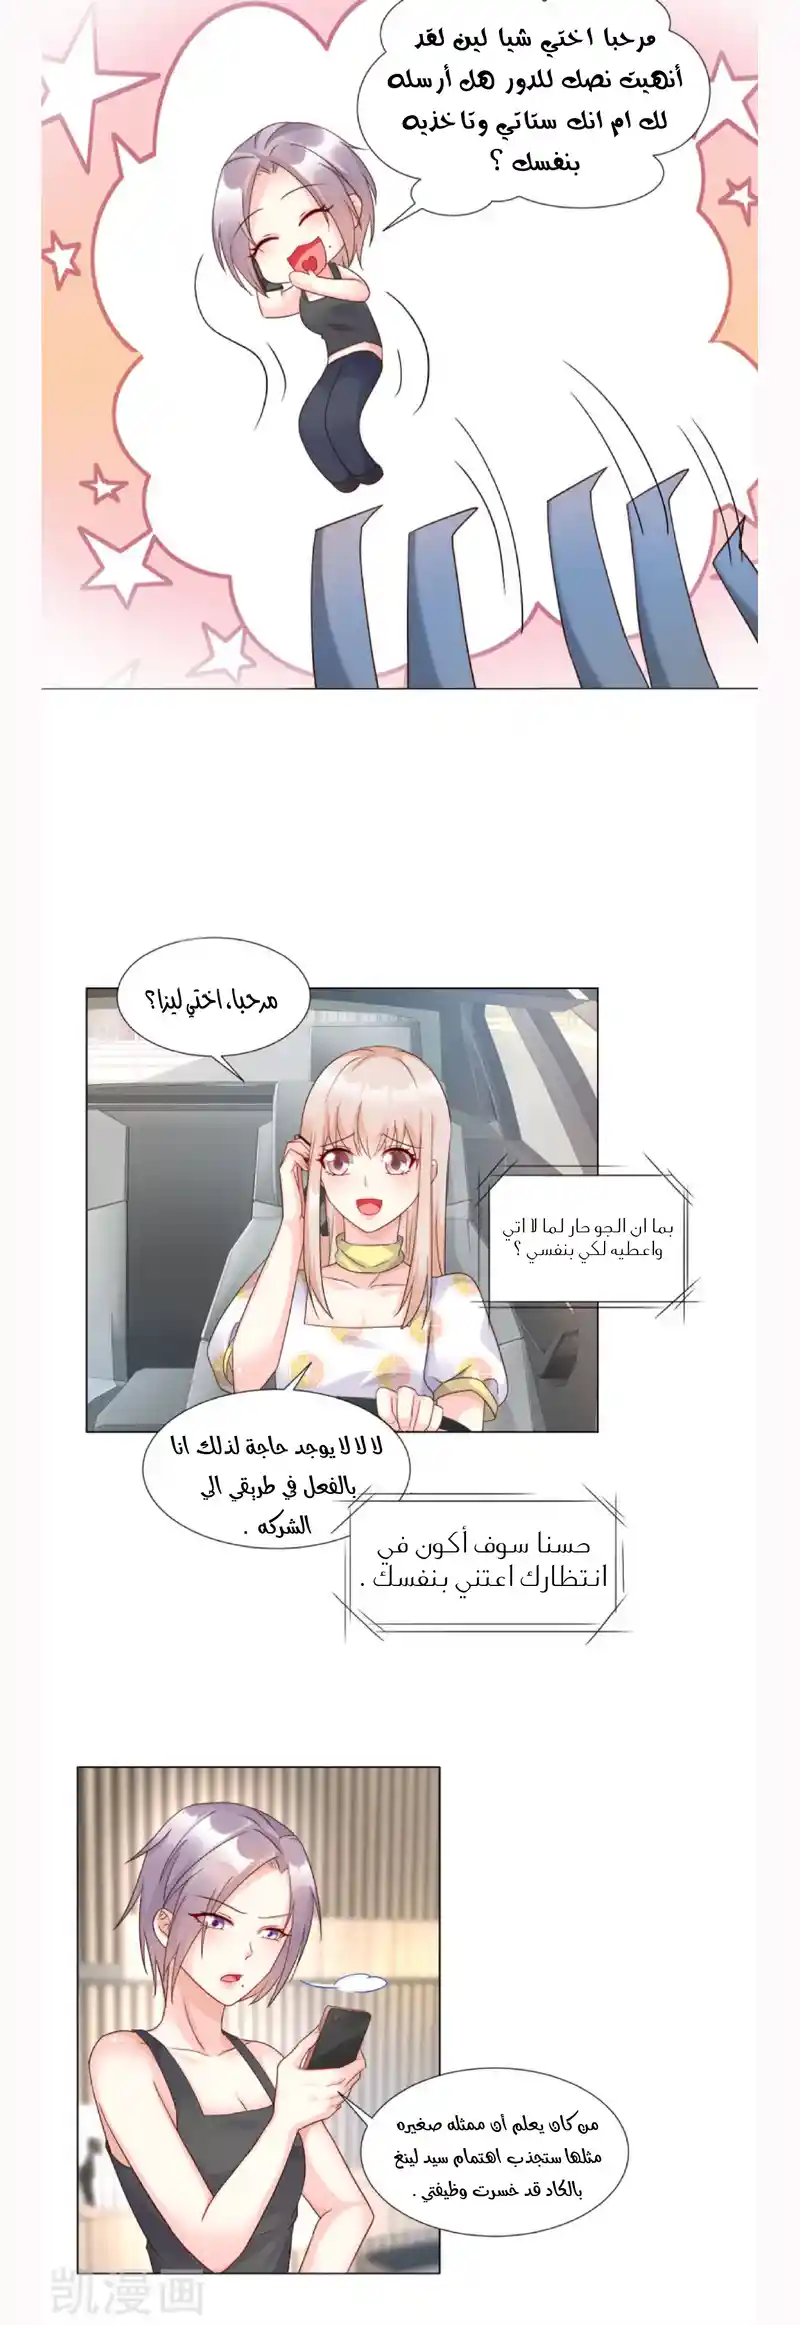 مرحبا اختي شيا لين لقد
أنهيت نصك للدور هل أرسله
لك ام انك ستاتي وتاخذيه
بنفسك ؟
مرحبا، اختي ليزا؟
بما ان الجو حار لما لا اتي
واعطيه لكي بنفسي ؟
لا لا لا يوجد حاجة لذلك انا
بالفعل في طريقي الي
الشركه .
حسنا سوف أكون في
انتظارك اعتني بنفسك .
من كان يعلم أن ممثله صغيره
مثلها ستجذب اهتمام سيد لينغ
بالكاد قد خسرت وظيفتي .
凯漫画